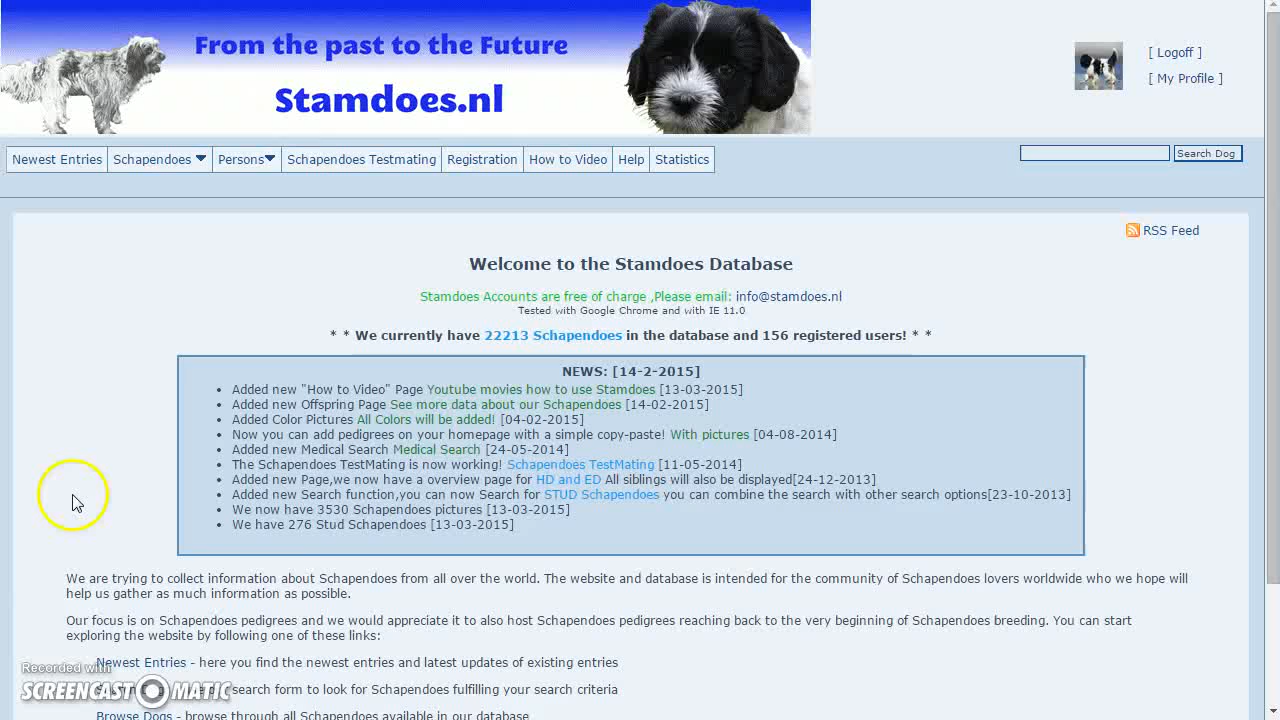 From the past to the Future
Stamdoes.nl
[ Logoff ]
[ My Profile ]
Newest Entries Schapendoes Persons Schapendoes Testmating Registration How to Video Help Statistics
Search Dog
RSS Feed
Welcome to the Stamdoes Database
Stamdoes Accounts are free of charge ,Please email: info@stamdoes.nl
Tested with Google Chrome and with IE 11.0
* * We currently have 22213 Schapendoes in the database and 156 registered users! * *
NEWS: [14-2-2015]
Added new "How to Video" Page Youtube movies how to use Stamdoes [13-03-2015]
Added new Offspring Page See more data about our Schapendoes [14-02-2015]
Added Color Pictures All Colors will be added! [04-02-2015]
Now you can add pedigrees on your homepage with a simple copy-paste! With pictures [04-08-2014]
Added new Medical Search Medical Search [24-05-2014]
The Schapendoes TestMating is now working! Schapendoes TestMating [11-05-2014]
Added new Page,we now have a overview page for HD and ED All siblings will also be displayed[24-12-2013]
Added new Search function,you can now Search for STUD Schapendoes you can combine the search with other search options[23-10-2013]
We now have 3530 Schapendoes pictures [13-03-2015]
We have 276 Stud Schapendoes [13-03-2015]
We are trying to collect information about Schapendoes from all over the world. The website and database is intended for the community of Schapendoes lovers worldwide who we hope will
help us gather as much information as possible.
Our focus is on Schapendoes pedigrees and we would appreciate it to also host Schapendoes pedigrees reaching back to the very beginning of Schapendoes breeding. You can start
exploring the website by following one of these links:
Newest Entries - here you find the newest entries and latest updates of existing entries
Recorded with
SCREENCAST MATIC
search form to look for Schapendoes fulfilling your search criteria
Browse Dogs - browse through all Schapendoes available in our database